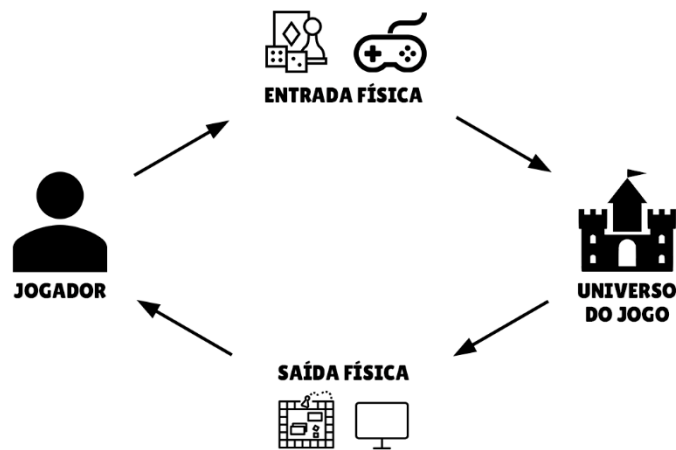 ENTRADA FÍSICA
JOGADOR
UNIVERSO
DO JOGO
SAÍDA FÍSICA